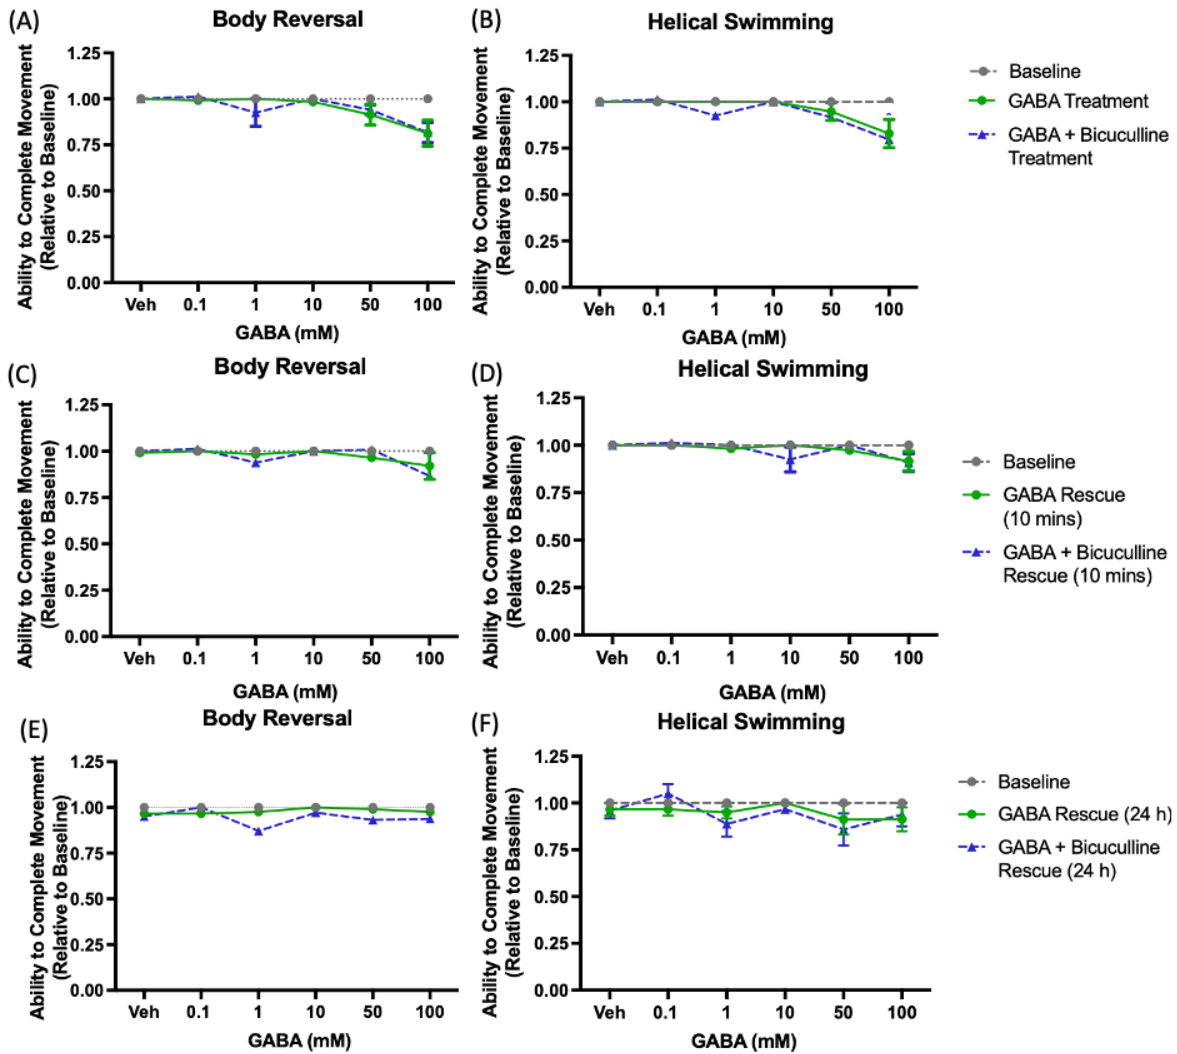 (A)
Body Reversal
Ability to Complete Movement
(Relative to Baseline)
1.25
1.00
0.75
0.50
0.25
0.00
Veh 0.1 1 10 50 100
GABA (mM)
(B)
Helical Swimming
Ability to Complete Movement
(Relative to Baseline)
1.25
1.00
0.75
0.50
0.25
0.00
Veh 0.1 1 10 50 100
GABA (mM)
Baseline
GABA Treatment
GABA + Bicuculline
Treatment
(C)
Body Reversal
Ability to Complete Movement
(Relative to Baseline)
1.25
1.00
0.75
0.50
0.25
0.00
Veh 0.1 1 10 50 100
GABA (mM)
(D)
Helical Swimming
Ability to Complete Movement
(Relative to Baseline)
1.25
1.00
0.75
0.50
0.25
0.00
Veh 0.1 1 10 50 100
GABA (mM)
Baseline
GABA Rescue
(10 mins)
GABA + Bicuculline
Rescue (10 mins)
(E)
Body Reversal
Ability to Complete Movement
(Relative to Baseline)
1.25
1.00
0.75
0.50
0.25
0.00
Veh 0.1 1 10 50 100
GABA (mM)
(F)
Helical Swimming
Ability to Complete Movement
(Relative to Baseline)
1.25
1.00
0.75
0.50
0.25
0.00
Veh 0.1 1 10 50 100
GABA (mM)
Baseline
GABA Rescue (24 h)
GABA + Bicuculline
Rescue (24 h)